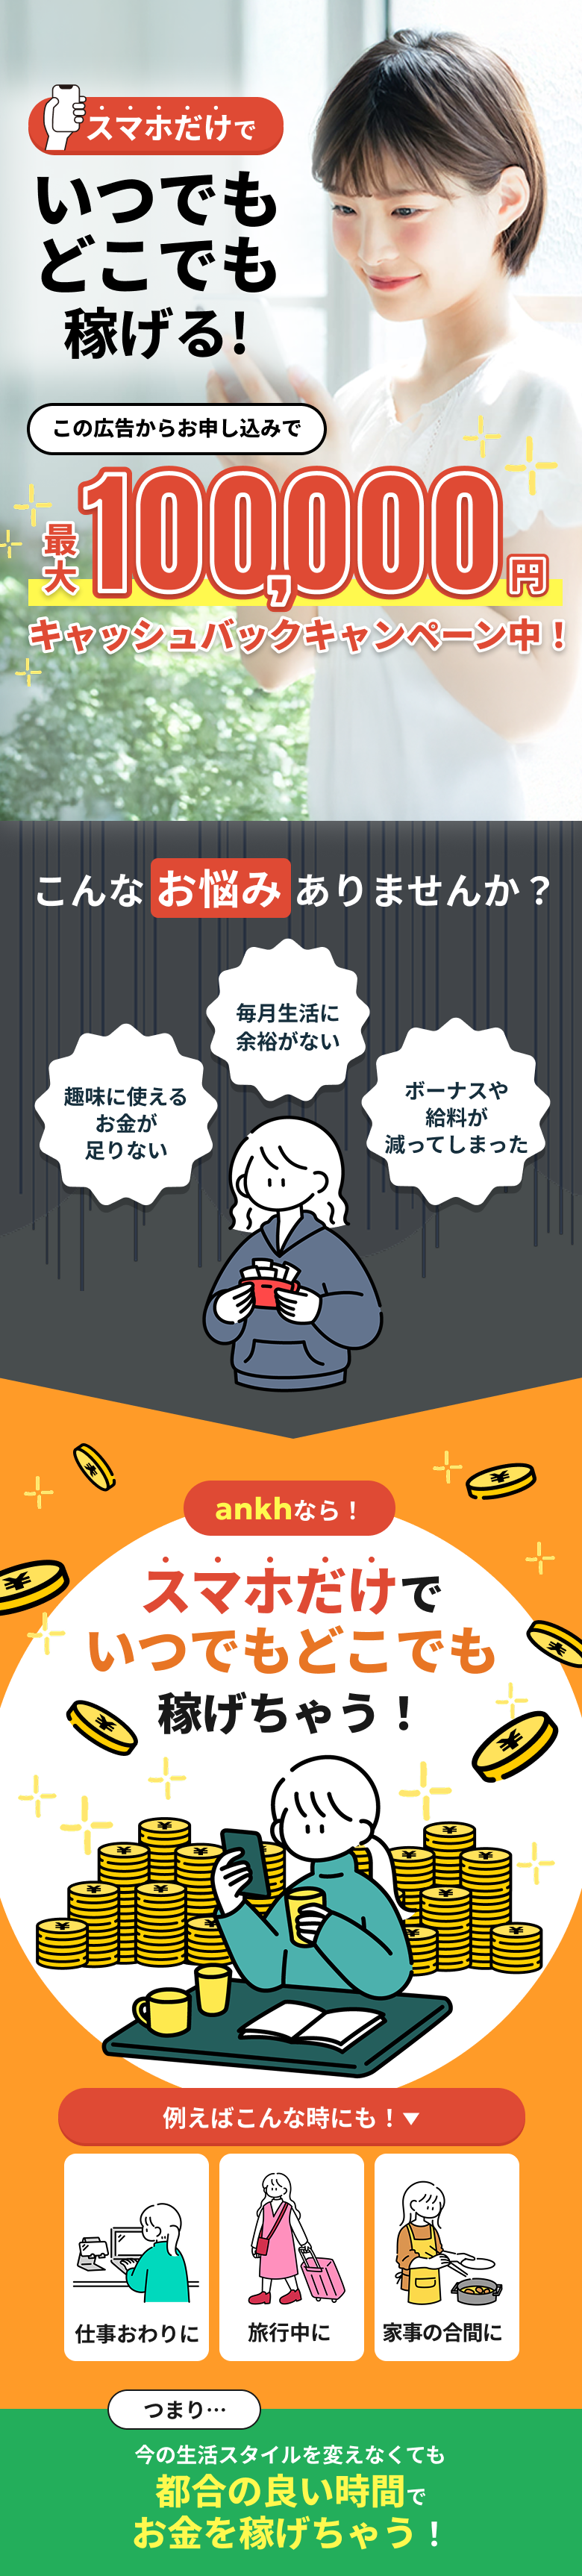 スマホだけで
いつでも
どこでも
稼げる!
この広告からお申し込みで
最大100,000円
キャッシュバックキャンペーン中!
こんなお悩みありませんか?
毎月生活に
余裕がない
趣味に使える
お金が
足りない
ボーナスや
給料が
減ってしまった
ankhなら!
スマホだけで
いつでもどこでも
稼げちゃう!
例えばこんな時にも!▼
仕事おわりに
旅行中に
家事の合間に
つまり…
今の生活スタイルを変えなくても
都合の良い時間で
お金を稼げちゃう!